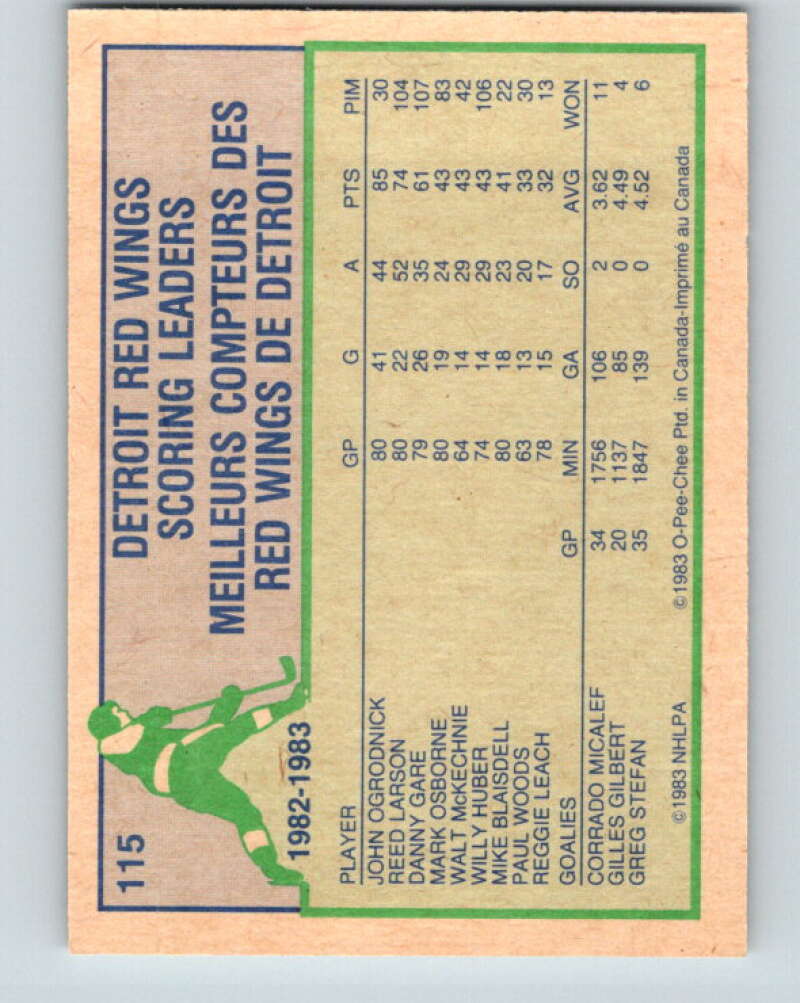 115
DETROIT RED WINGS
SCORING LEADERS
MEILLEURS COMPTEURS DES
RED WINGS DE DETROIT
1982-1983
PLAYER GP G A PTS PIM
JOHN OGRODNICK 80 41 44 85 30
REED LARSON 80 22 52 74 104
DANNY GARE 79 26 35 61 107
MARK OSBORNE 80 19 24 43 83
WALT McKECHNIE 64 14 29 43 42
WILLY HUBER 74 14 29 43 106
MIKE BLAISDELL 80 18 23 41 22
PAUL WOODS 63 13 20 33 30
REGGIE LEACH 78 15 17 32 13
GOALIES GP MIN GA SO AVG WON
CORRADO MICALEF 34 1756 106 2 3.62 11
GILLES GILBERT 20 1137 85 0 4.49 4
GREG STEFAN 35 1847 139 0 4.52 6
©1983 NHLPA ©1983 O-Pee-Chee Ptd. in Canada-Imprimé au Canada